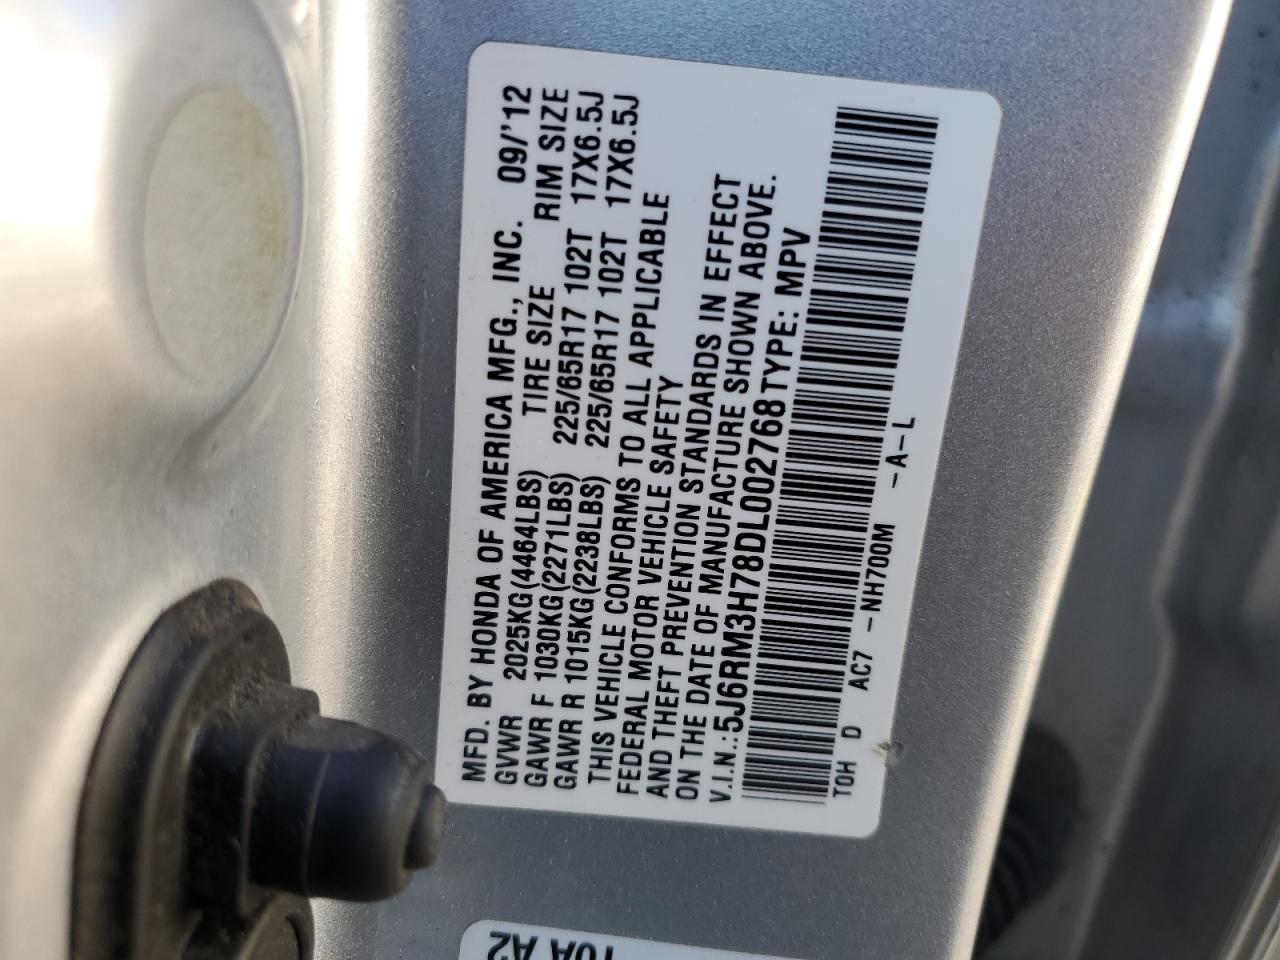 MFD. BY HONDA OF AMERICA MFG., INC. 09/'12
GVWR 2025KG(4464LBS) TIRE SIZE RIM SIZE
GAWR F 1030KG(2271LBS) 225/65R17 102T 17X6.5J
GAWR R 1015KG(2238LBS) 225/65R17 102T 17X6.5J
THIS VEHICLE CONFORMS TO ALL APPLICABLE
FEDERAL MOTOR VEHICLE SAFETY
AND THEFT PREVENTION STANDARDS IN EFFECT
ON THE DATE OF MANUFACTURE SHOWN ABOVE.
V.I.N.:5J6RM3H78DL002768 TYPE: MPV
T0H D AC7 -NH700M -A-L
T0A A2